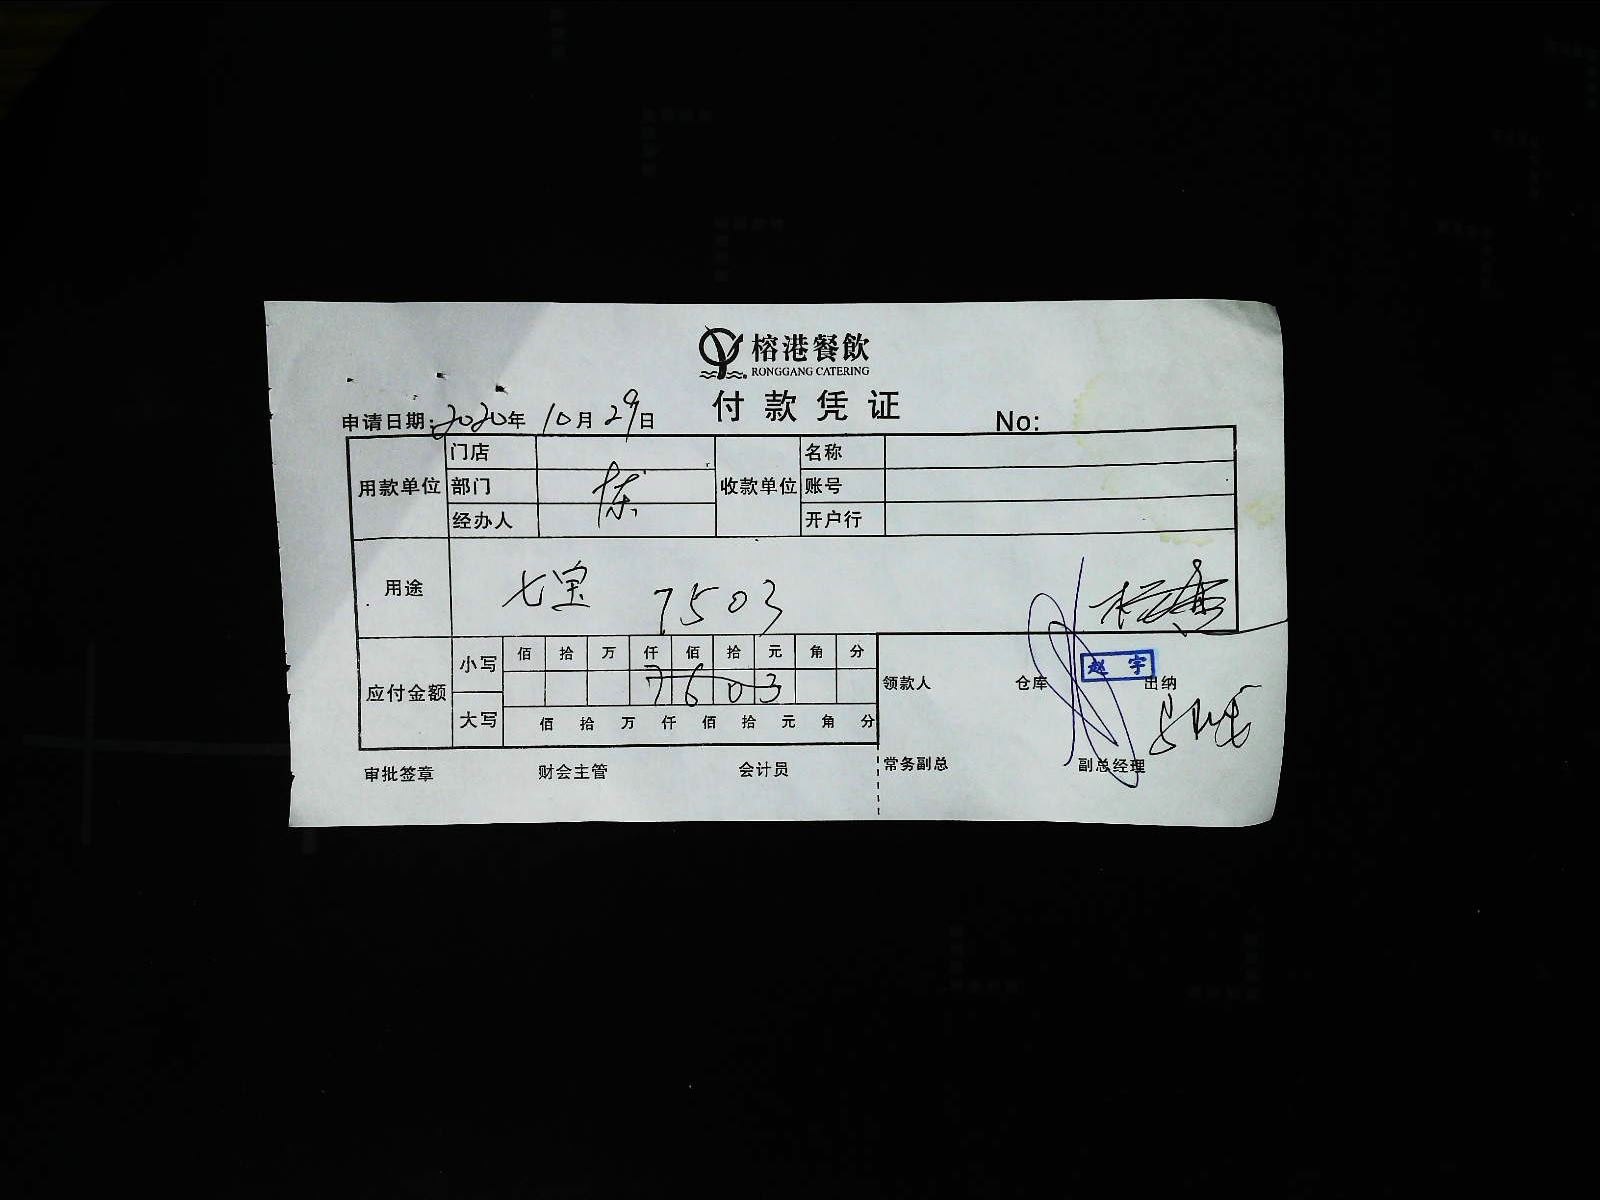 榕港餐飲
RONGGANG CATERING
付款凭证
申请日期: 2020年 10月 29日 No:
用款单位 门店 收款单位 名称
部门 陈 账号
经办人 开户行
用途 七宝 7503
应付金额 小写 佰 拾 万 仟 佰 拾 元 角 分
7 6 0 3
大写 佰 拾 万 仟 佰 拾 元 角 分
领款人 仓库 赵宇 出纳
审批签章 财会主管 会计员 常务副总 副总经理